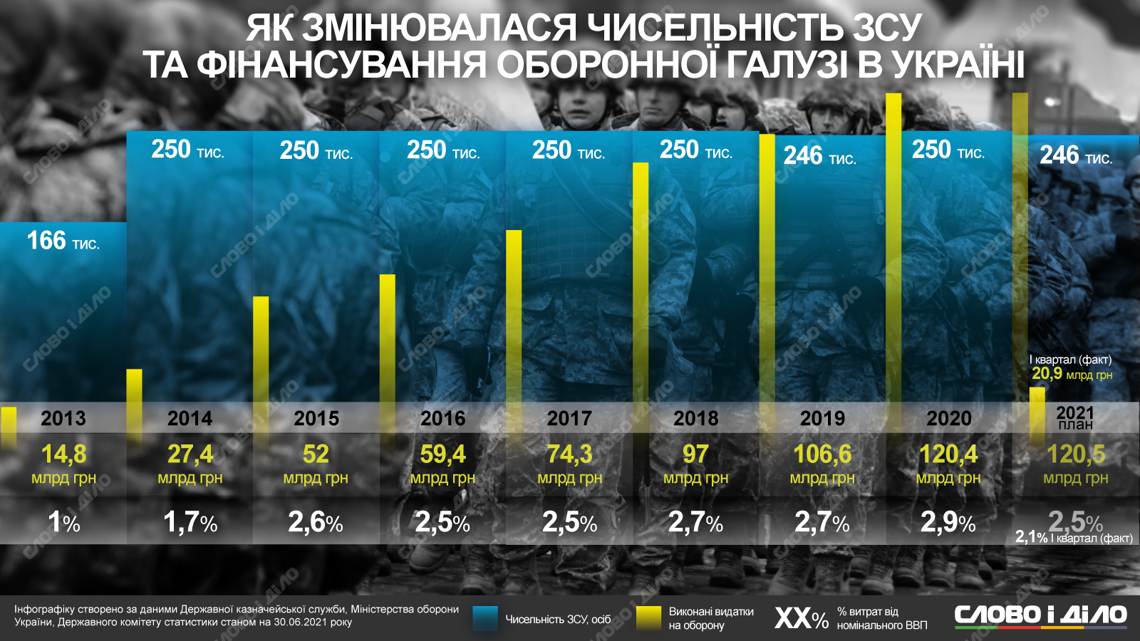 ЯК ЗМІНЮВАЛАСЯ ЧИСЕЛЬНІСТЬ ЗСУ
ТА ФІНАНСУВАННЯ ОБОРОННОЇ ГАЛУЗІ В УКРАЇНІ
166 тис.
250 тис.
250 тис.
250 тис.
250 тис.
250 тис.
246 тис.
250 тис.
246 тис.
І квартал (факт)
20,9 млрд грн
2013 2014 2015 2016 2017 2018 2019 2020 2021
план
14,8 27,4 52 59,4 74,3 97 106,6 120,4 120,5
млрд грн млрд грн млрд грн млрд грн млрд грн млрд грн млрд грн млрд грн млрд грн
1% 1,7% 2,6% 2,5% 2,5% 2,7% 2,7% 2,9% 2,5%
2,1% І квартал (факт)
Інфографіку створено за даними Державної казначейської служби, Міністерства оборони
України, Державного комітету статистики станом на 30.06.2021 року
Чисельність ЗСУ, осіб
Виконані видатки
на оборону
XX%
% витрат від
номінального ВВП
СЛОВО І ДІЛО